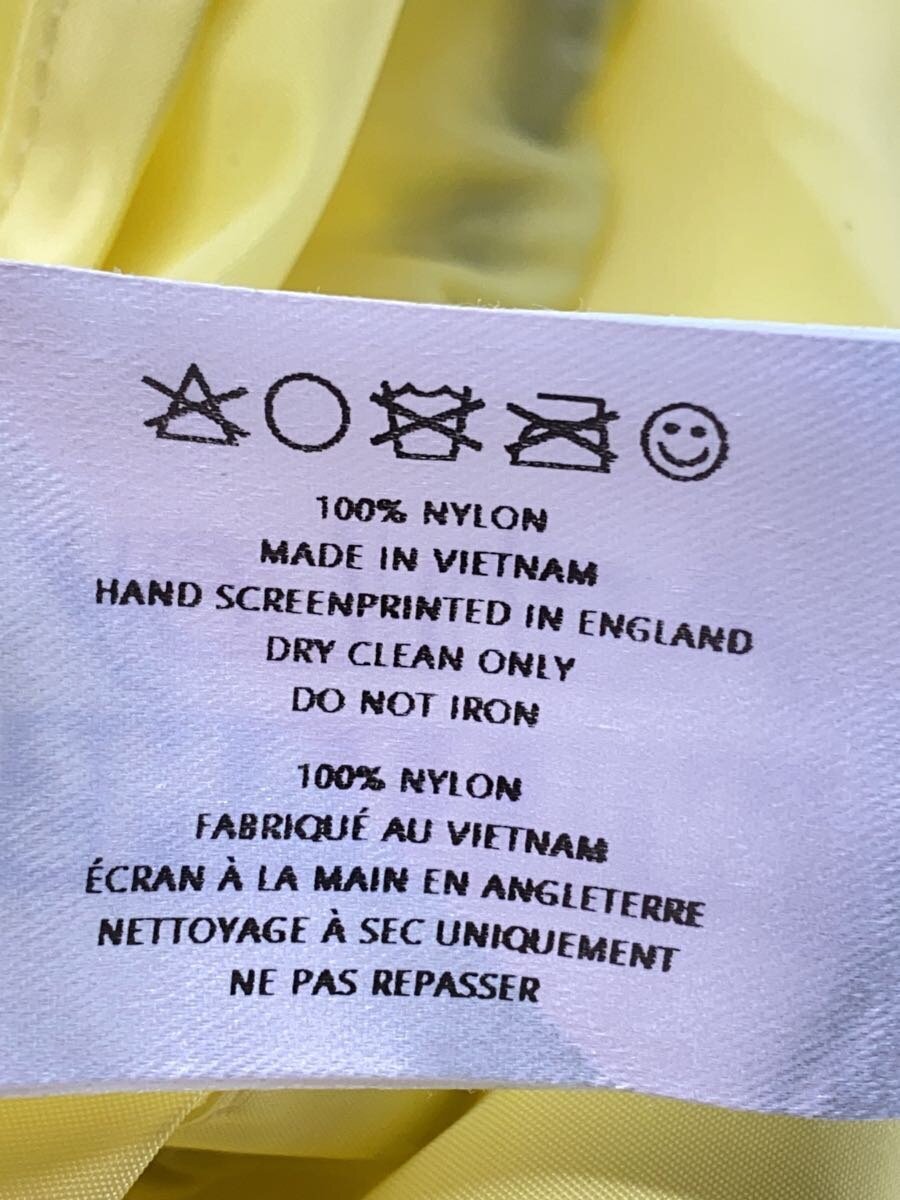 100% NYLON
MADE IN VIETNAM
HAND SCREENPRINTED IN ENGLAND
DRY CLEAN ONLY
DO NOT IRON
100% NYLON
FABRIQUÉ AU VIETNAM
ÉCRAN À LA MAIN EN ANGLETERRE
NETTOYAGE À SEC UNIQUEMENT
NE PAS REPASSER